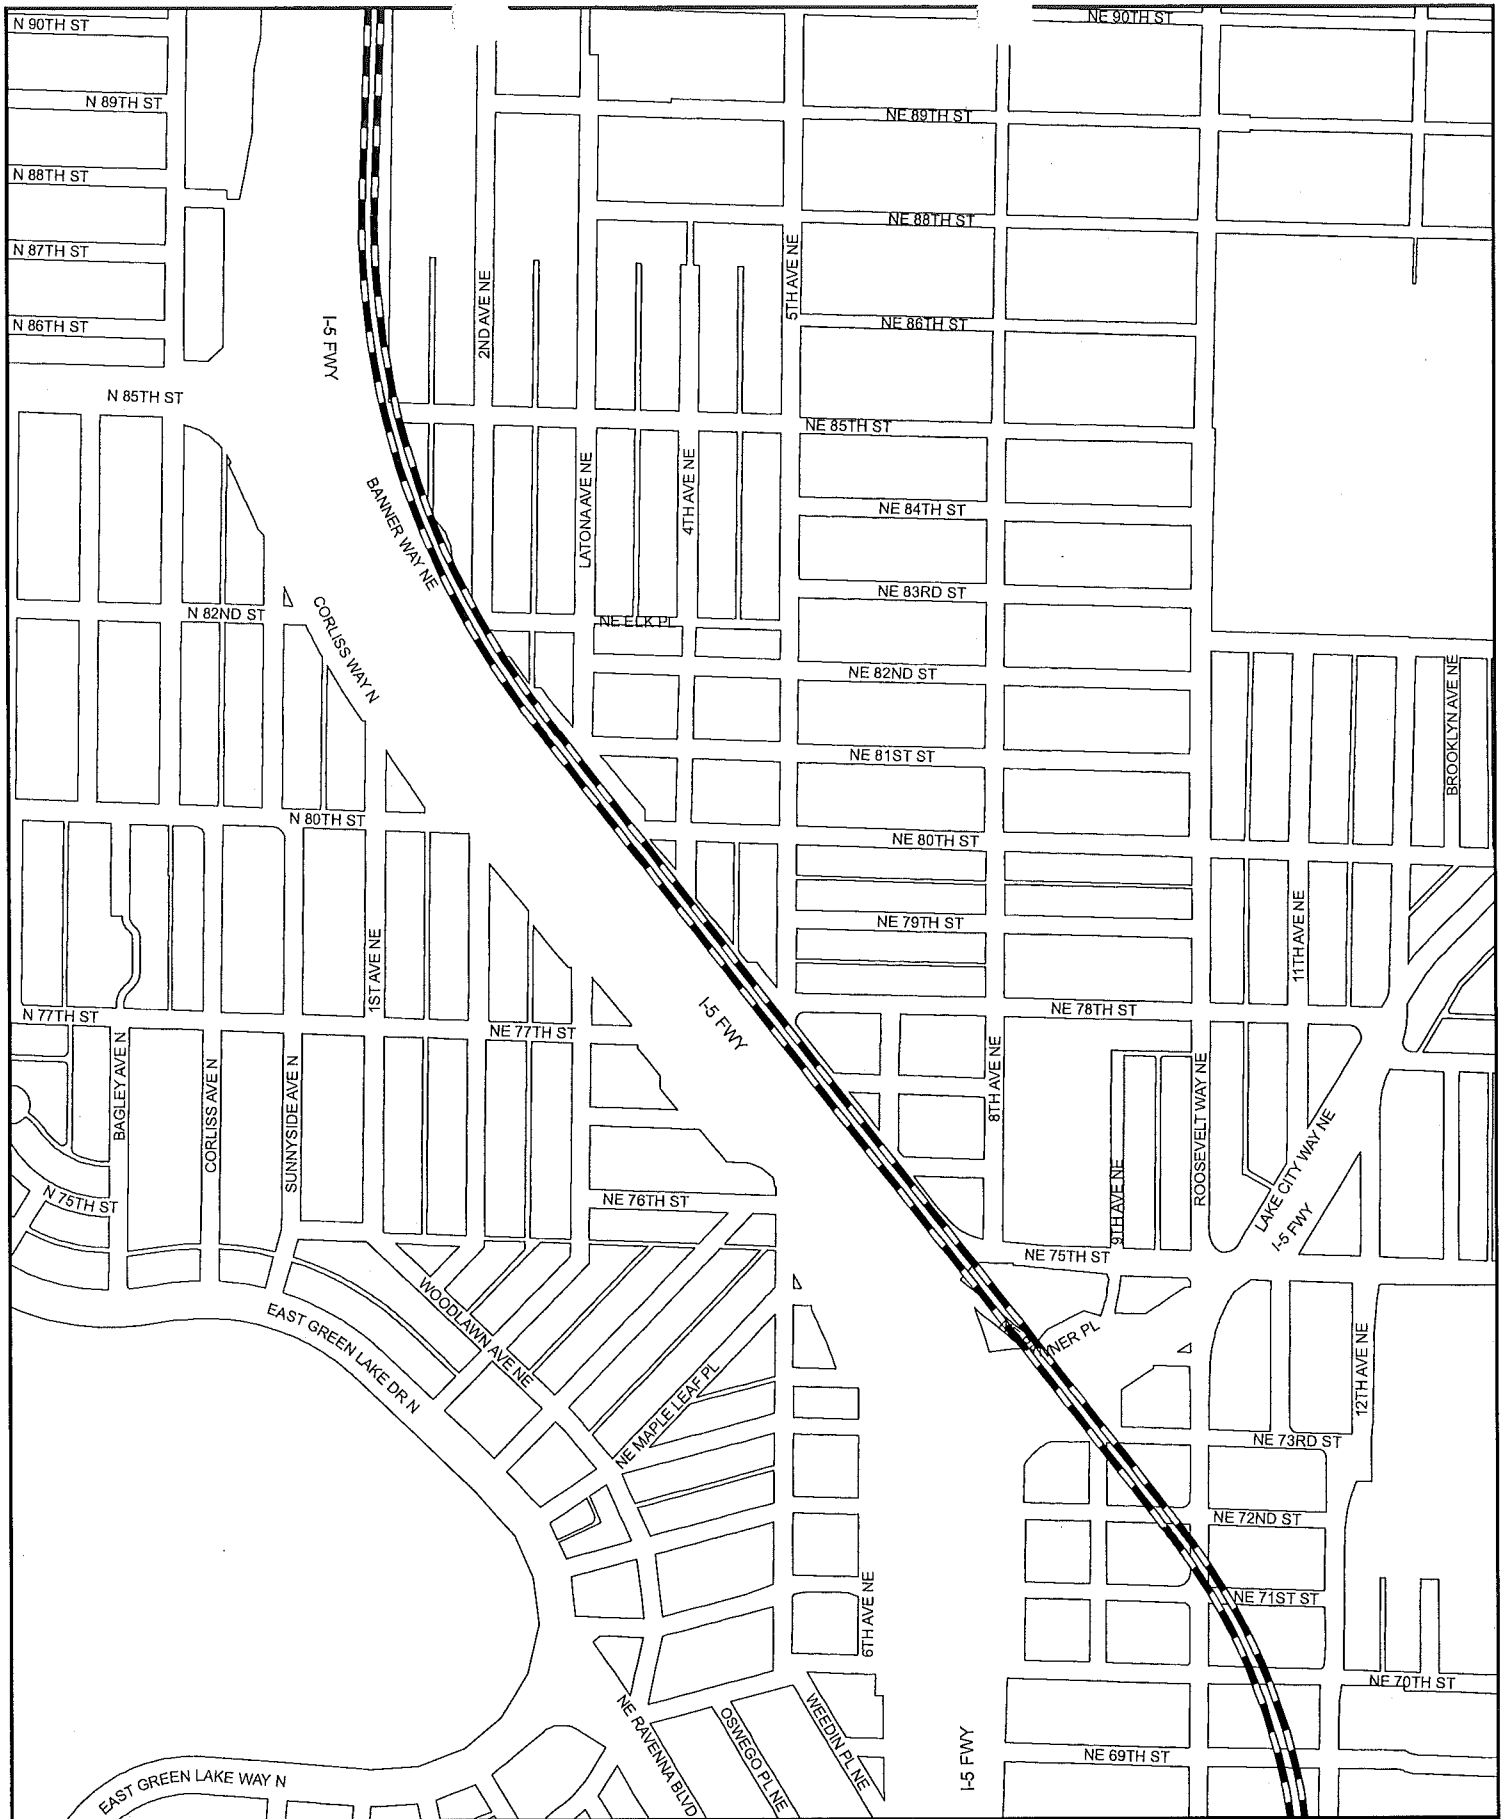 N 90TH ST
NE 90TH ST
N 89TH ST
NE 89TH ST
N 88TH ST
NE 88TH ST
N 87TH ST
5TH AVE NE
2ND AVE NE
N 86TH ST
I-5 FWY
NE 86TH ST
N 85TH ST
NE 85TH ST
LATONA AVE NE
4TH AVE NE
BANNER WAY NE
NE 84TH ST
NE 83RD ST
N 82ND ST
CORLISS WAY N
NE ELK PL
NE 82ND ST
BROOKLYN AVE NE
NE 81ST ST
N 80TH ST
NE 80TH ST
NE 79TH ST
11TH AVE NE
1ST AVE NE
N 77TH ST
NE 77TH ST
I-5 FWY
NE 78TH ST
BAGLEY AVE N
CORLISS AVE N
SUNNYSIDE AVE N
8TH AVE NE
ROOSEVELT WAY NE
9TH AVE NE
LAKE CITY WAY NE
I-5 FWY
N 75TH ST
NE 76TH ST
NE 75TH ST
EAST GREEN LAKE DR N
WOODLAWN AVE NE
NE MAPLE LEAF PL
12TH AVE NE
NE 73RD ST
NE 72ND ST
NE 71ST ST
6TH AVE NE
NE 70TH ST
NE RAVENNA BLVD
OSWEGO PL NE
WEEDIN PL NE
I-5 FWY
NE 69TH ST
EAST GREEN LAKE WAY N